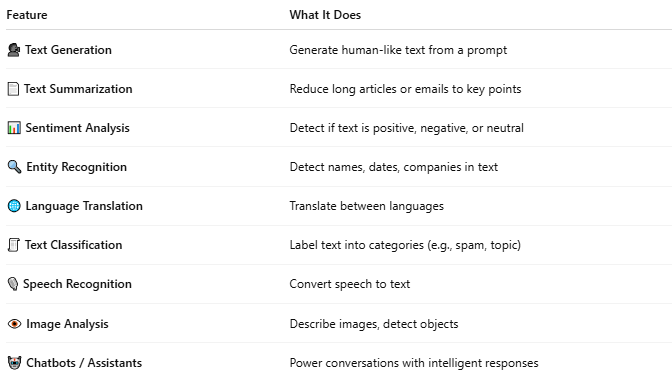 Feature What It Does
Text Generation Generate human-like text from a prompt
Text Summarization Reduce long articles or emails to key points
Sentiment Analysis Detect if text is positive, negative, or neutral
Entity Recognition Detect names, dates, companies in text
Language Translation Translate between languages
Text Classification Label text into categories (e.g., spam, topic)
Speech Recognition Convert speech to text
Image Analysis Describe images, detect objects
Chatbots / Assistants Power conversations with intelligent responses